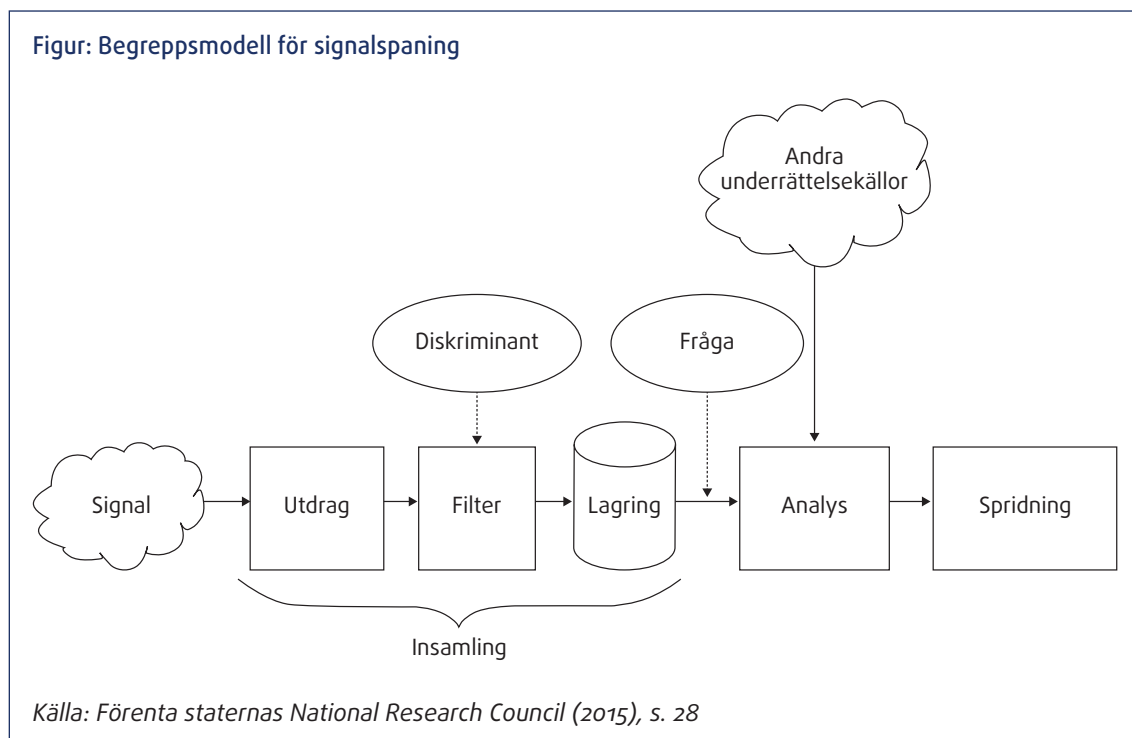 Figur: Begreppsmodell för signalspaning
Andra
underrättelsekällor
Diskriminant
Fråga
Signal
Utdrag
Filter
Lagring
Analys
Spridning
Insamling
Källa: Förenta staternas National Research Council (2015), s. 28